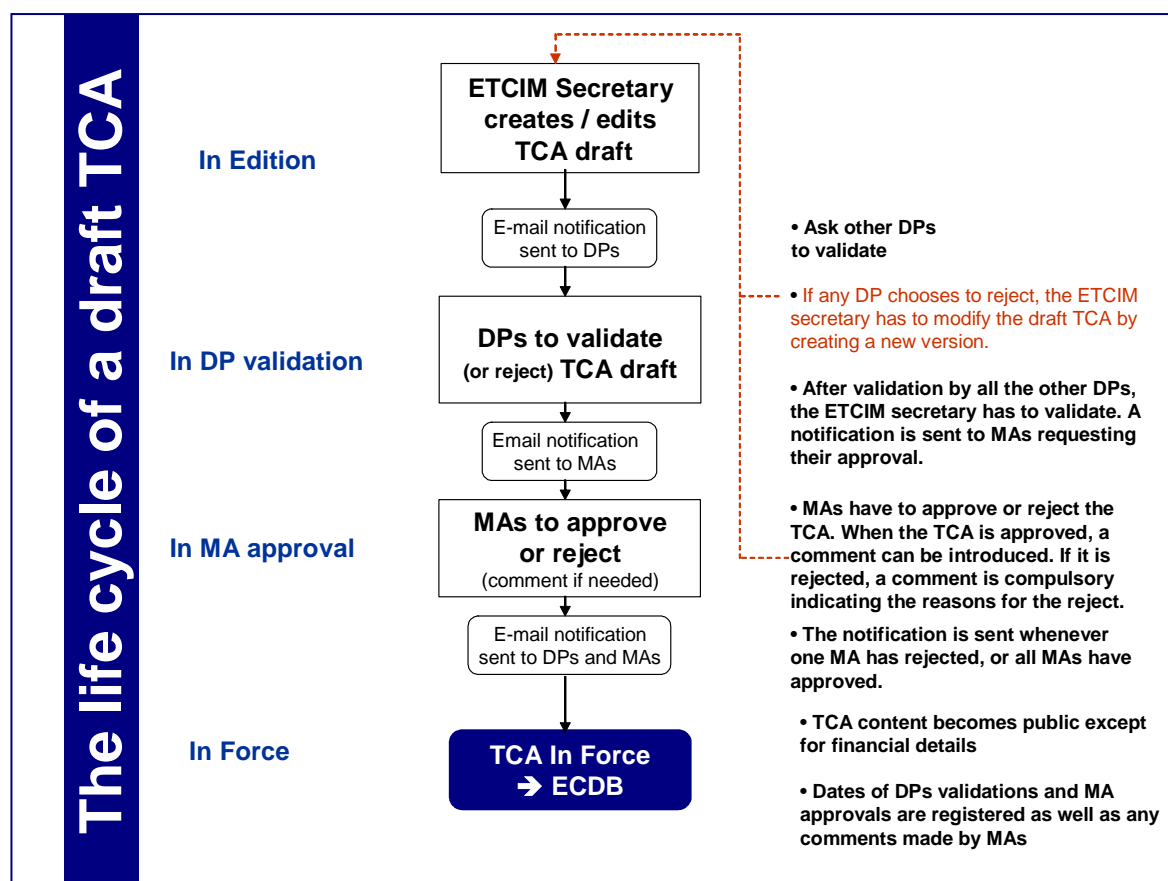 The life cycle of a draft TCA
In Edition
ETCIM Secretary
creates / edits
TCA draft
E-mail notification
sent to DPs
• Ask other DPs
to validate
In DP validation
DPs to validate
(or reject) TCA draft
• If any DP chooses to reject, the ETCIM
secretary has to modify the draft TCA by
creating a new version.
Email notification
sent to MAs
• After validation by all the other DPs,
the ETCIM secretary has to validate. A
notification is sent to MAs requesting
their approval.
In MA approval
MAs to approve
or reject
(comment if needed)
• MAs have to approve or reject the
TCA. When the TCA is approved, a
comment can be introduced. If it is
rejected, a comment is compulsory
indicating the reasons for the reject.
E-mail notification
sent to DPs and MAs
• The notification is sent whenever
one MA has rejected, or all MAs have
approved.
In Force
TCA In Force
➔ ECDB
• TCA content becomes public except
for financial details
• Dates of DPs validations and MA
approvals are registered as well as any
comments made by MAs